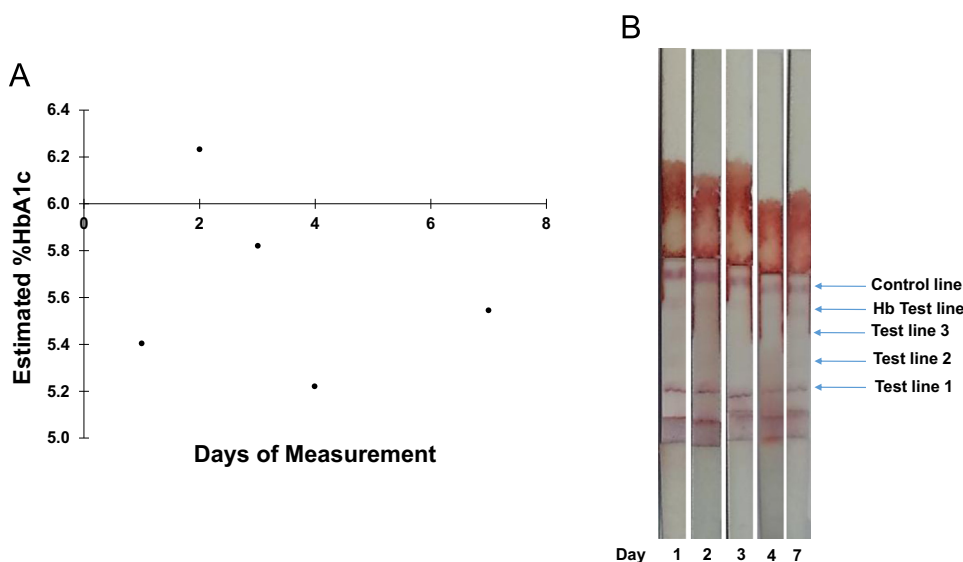 A
Estimated %HbA1c
6.4
6.2
6.0
5.8
5.6
5.4
5.2
5.0
0 2 4 6 8
Days of Measurement
B
Control line
Hb Test line
Test line 3
Test line 2
Test line 1
Day 1 2 3 4 7